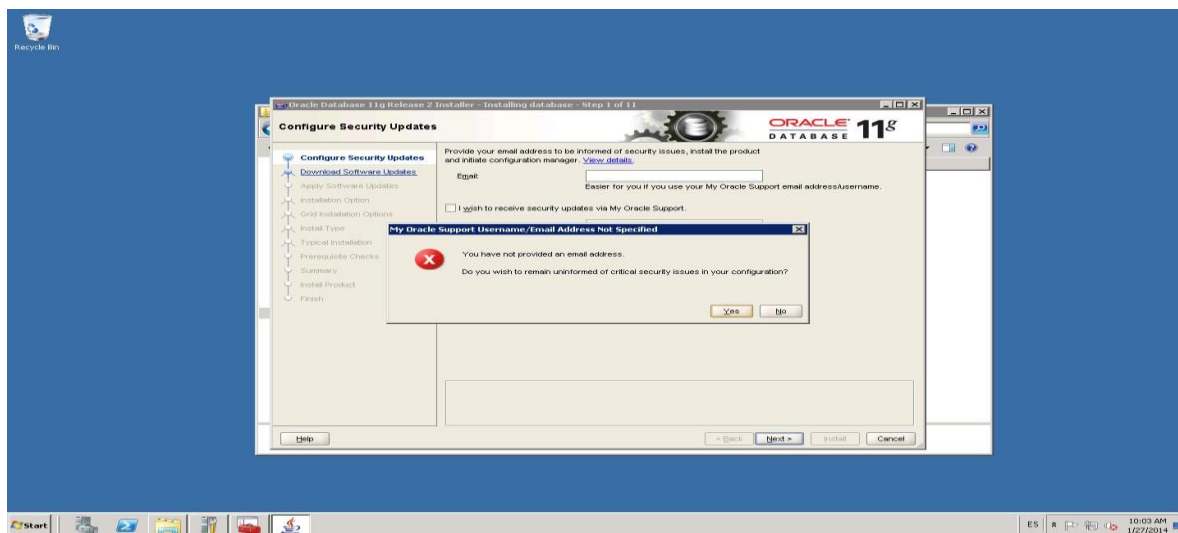 Recycle Bin
Oracle Database 11g Release 2 Installer - Installing database - Step 1 of 11
Configure Security Updates
ORACLE
DATABASE
11g
Configure Security Updates
Download Software Updates
Apply Software Updates
Installation Option
Grid Installation Options
Install Type
Typical Installation
Prerequisite Checks
Summary
Install Product
Finish
Provide your email address to be informed of security issues, install the product
and initiate configuration manager. View details.
Email:
Easier for you if you use your My Oracle Support email address/username.
I wish to receive security updates via My Oracle Support.
My Oracle Support Username/Email Address Not Specified
You have not provided an email address.
Do you wish to remain uninformed of critical security issues in your configuration?
Yes
No
Help
< Back
Next >
Install
Cancel
Start
ES
10:03 AM
1/27/2014